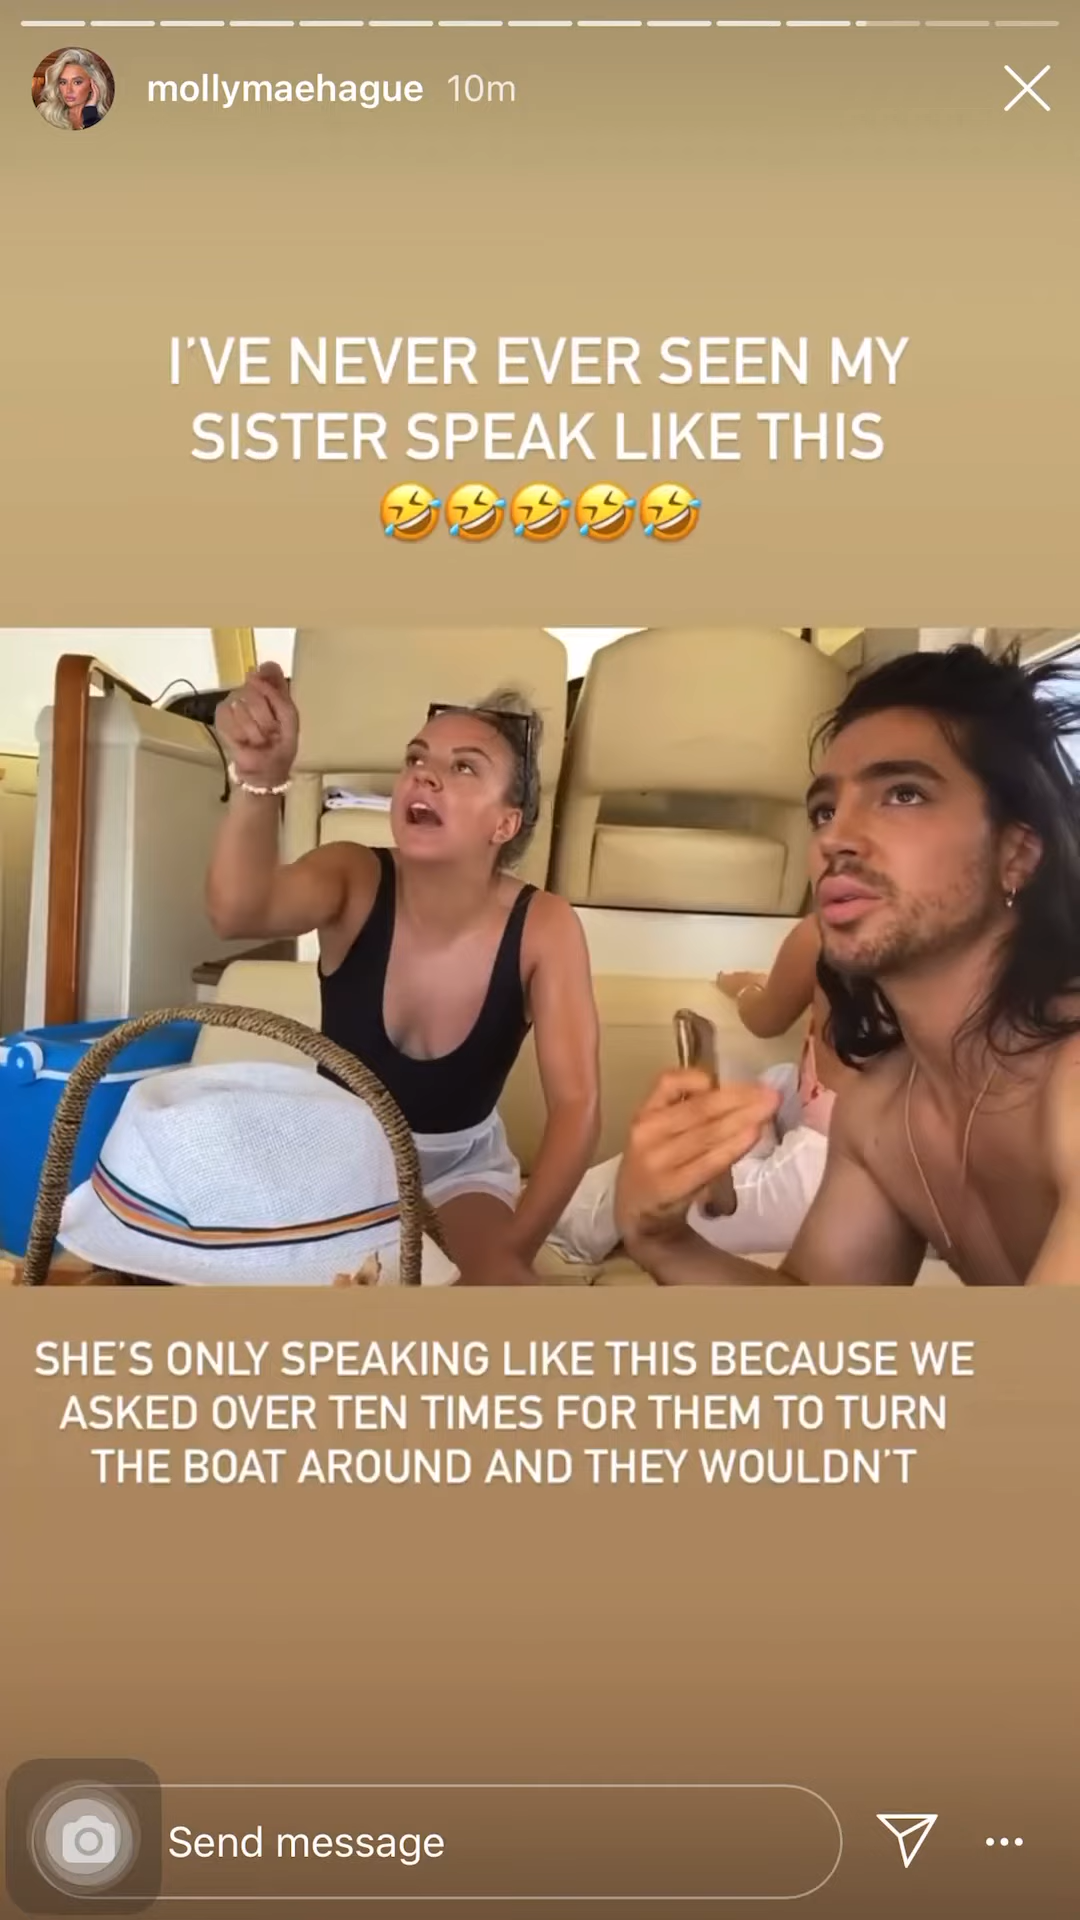 mollymaehague 10m
I'VE NEVER EVER SEEN MY
SISTER SPEAK LIKE THIS
🤣🤣🤣🤣🤣
SHE'S ONLY SPEAKING LIKE THIS BECAUSE WE
ASKED OVER TEN TIMES FOR THEM TO TURN
THE BOAT AROUND AND THEY WOULDN'T
Send message